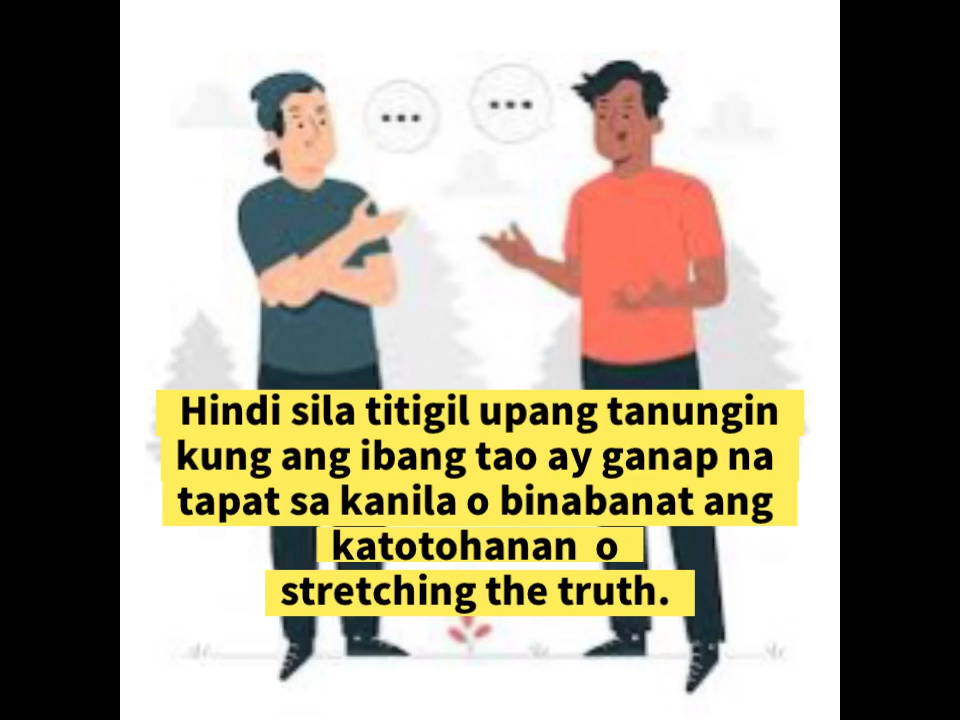 Hindi sila titigil upang tanungin
kung ang ibang tao ay ganap na
tapat sa kanila o binabanat ang
katotohanan o
stretching the truth.